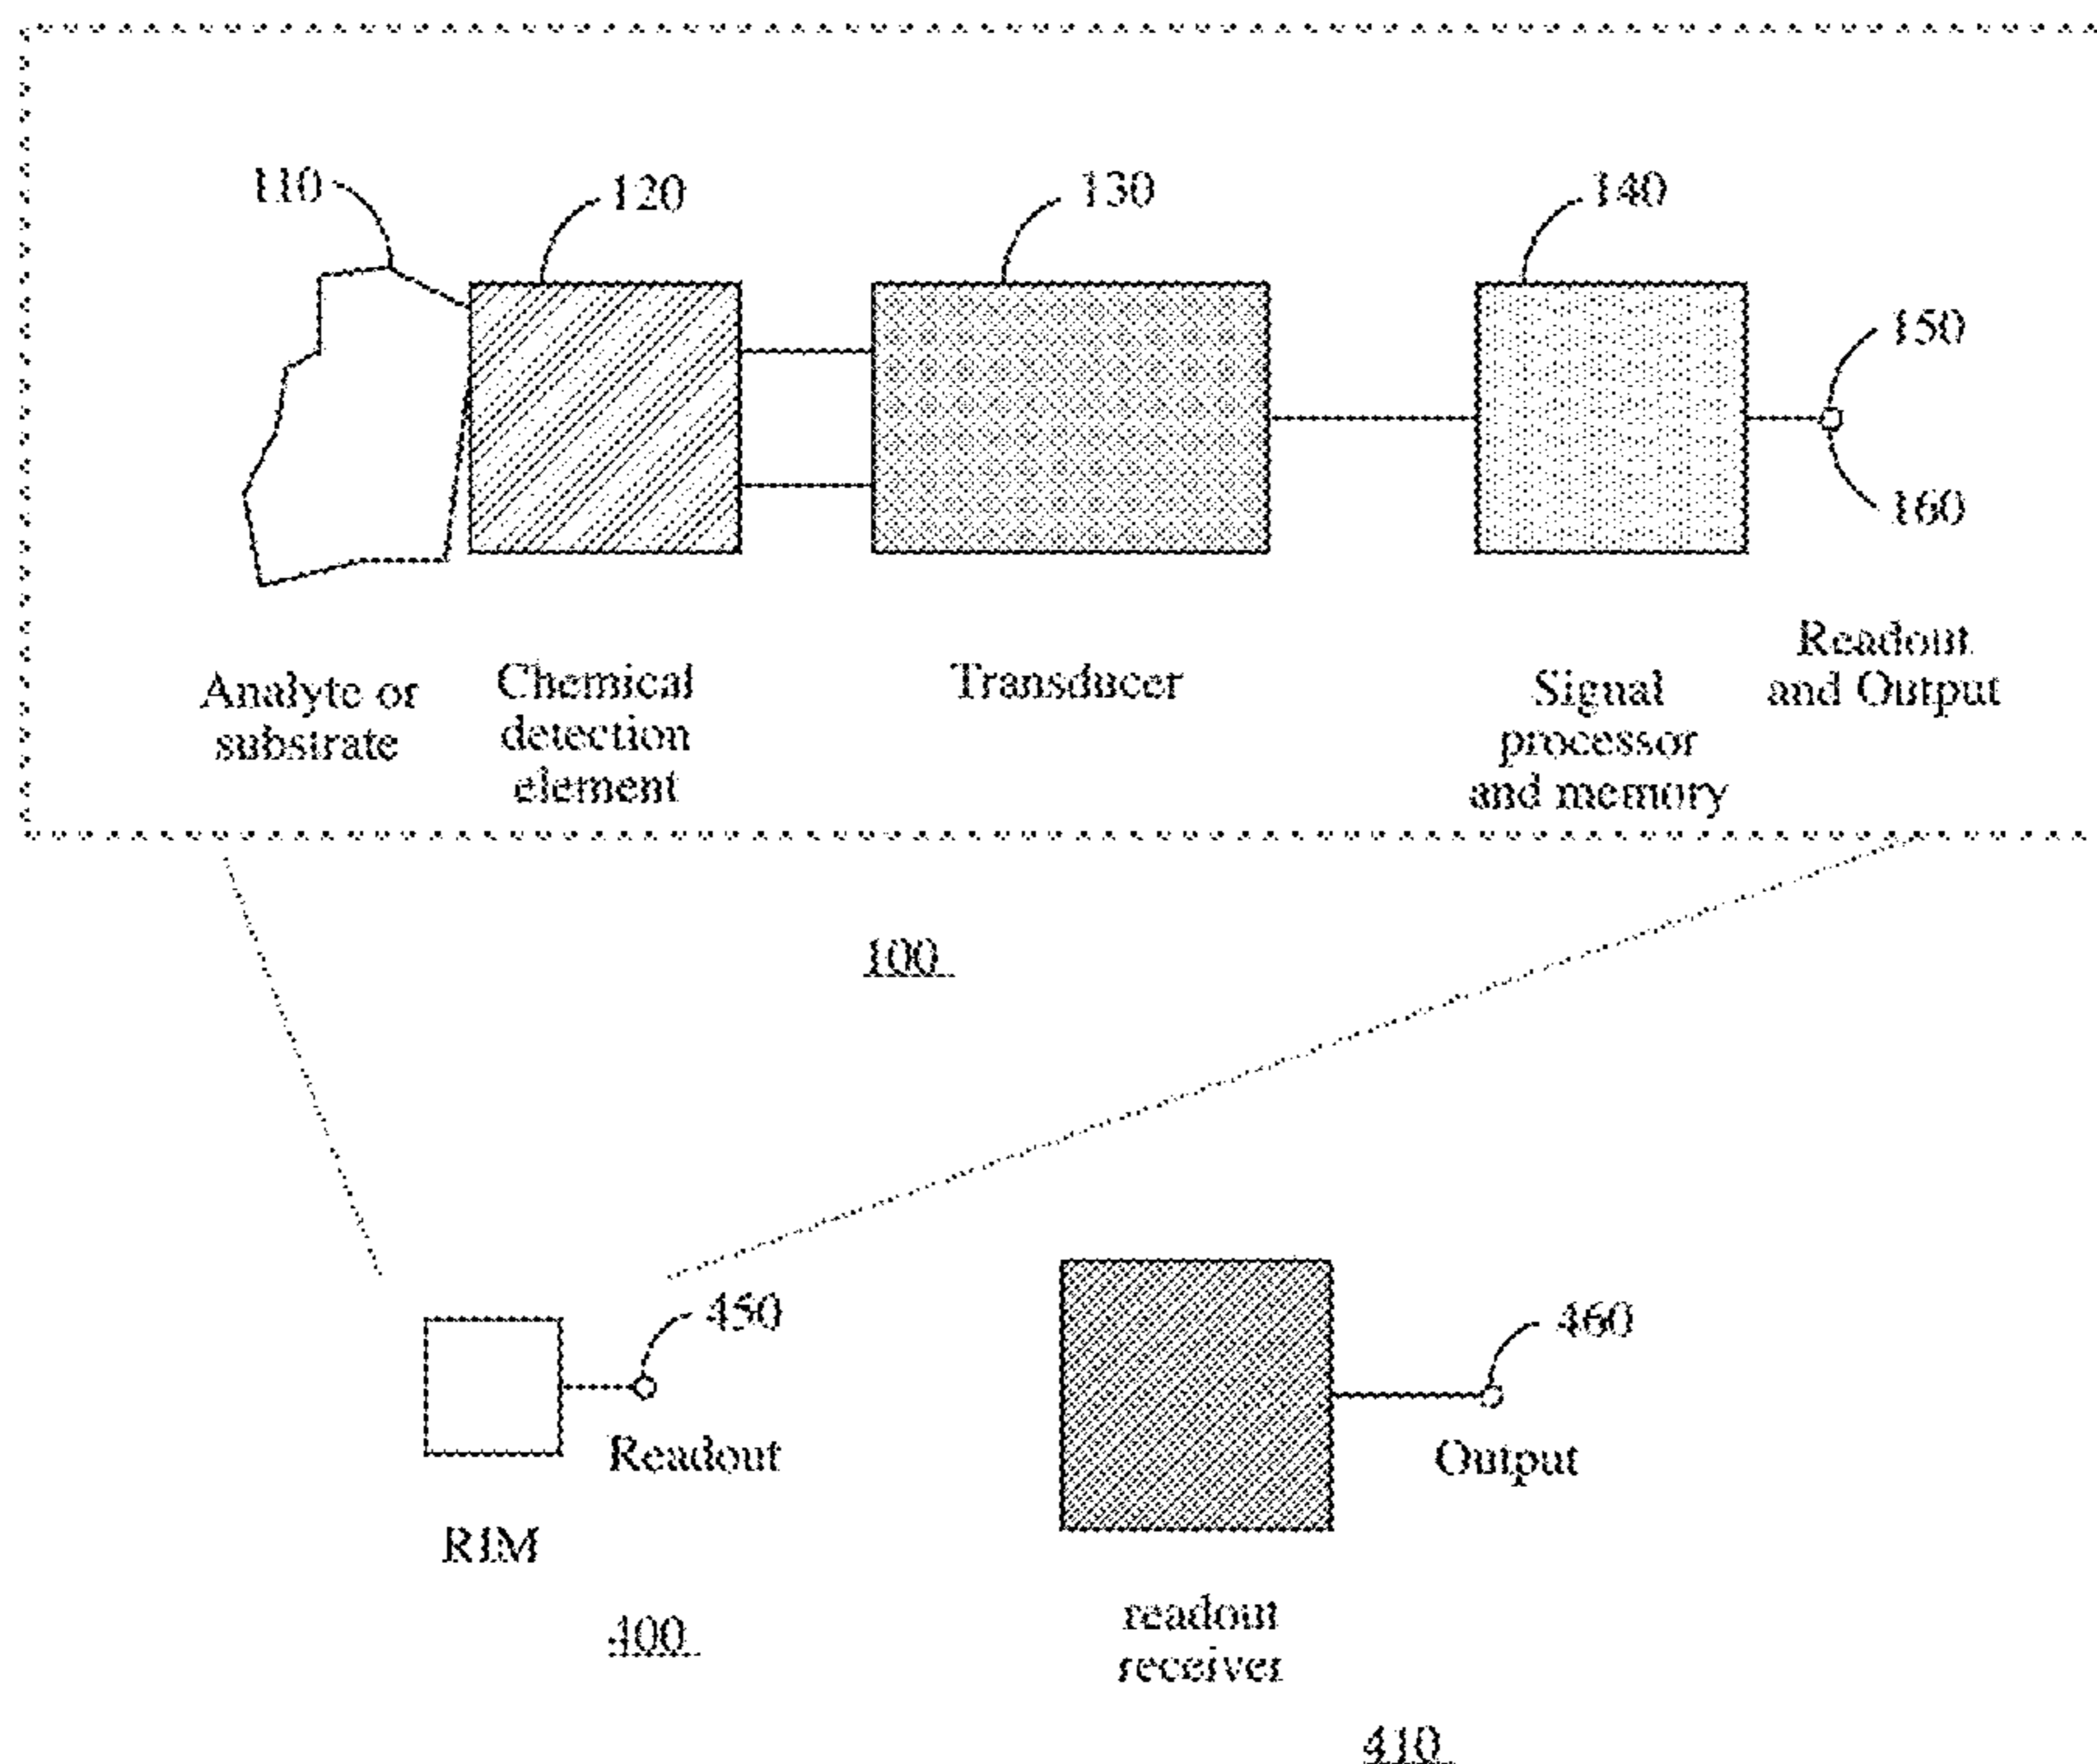 110
120
130
140
150
160
Analyte or
substrate
Chemical
detection
element
Transducer
Signal
processor
and memory
Readout
and Output
100
450
460
Readout
Output
RIM
400
readout
receiver
410